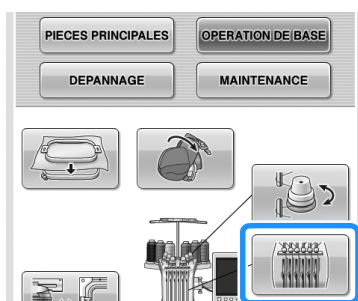 PIECES PRINCIPALES
OPERATION DE BASE
DEPANNAGE
MAINTENANCE